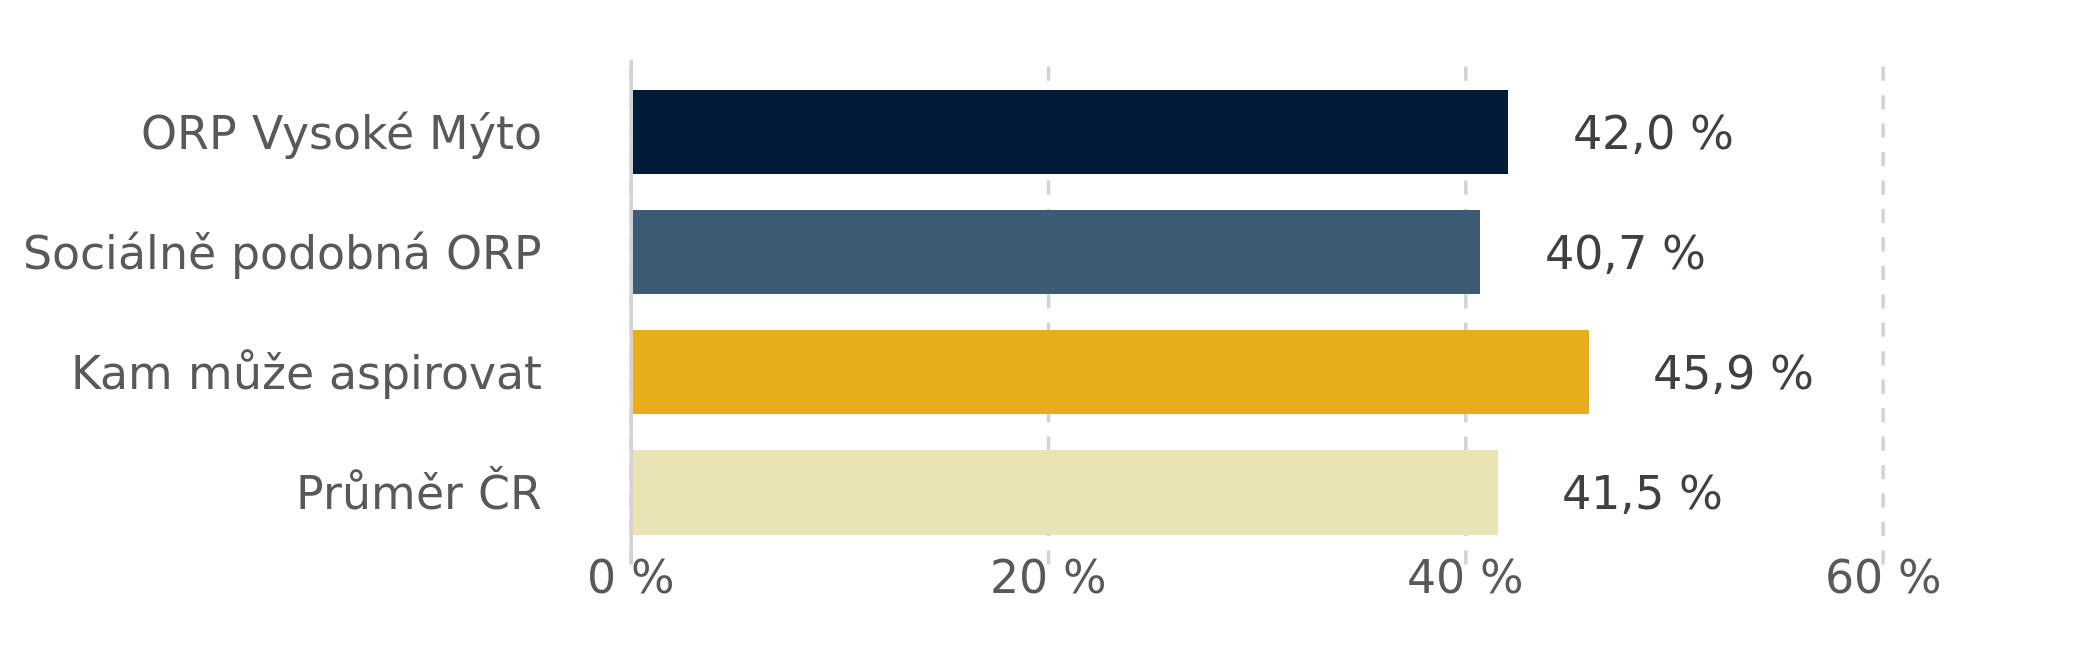 ORP Vysoké Mýto
42,0 %
Sociálně podobná ORP
40,7 %
Kam může aspirovat
45,9 %
Průměr ČR
41,5 %
0 %
20 %
40 %
60 %